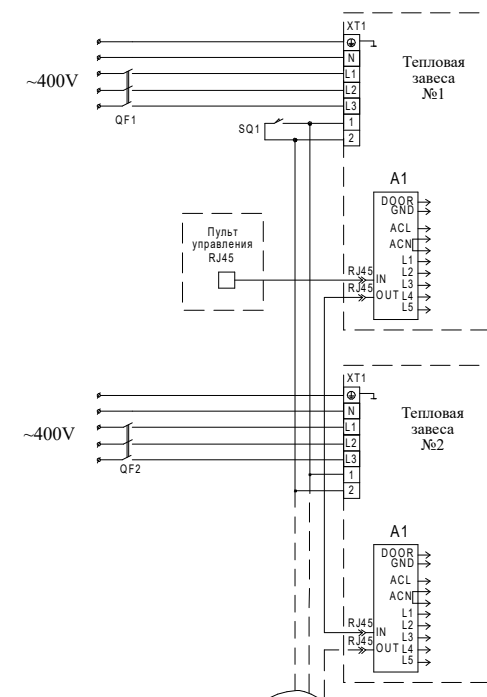 XT1
N
L1
L2
L3
1
2
~400V
QF1
SQ1
Тепловая
завеса
№1
A1
DOOR
GND
ACL
ACN
L1
L2
L3
L4
L5
RJ45
IN
RJ45
OUT
Пульт
управления
RJ45
XT1
N
L1
L2
L3
1
2
~400V
QF2
Тепловая
завеса
№2
A1
DOOR
GND
ACL
ACN
L1
L2
L3
L4
L5
RJ45
IN
RJ45
OUT